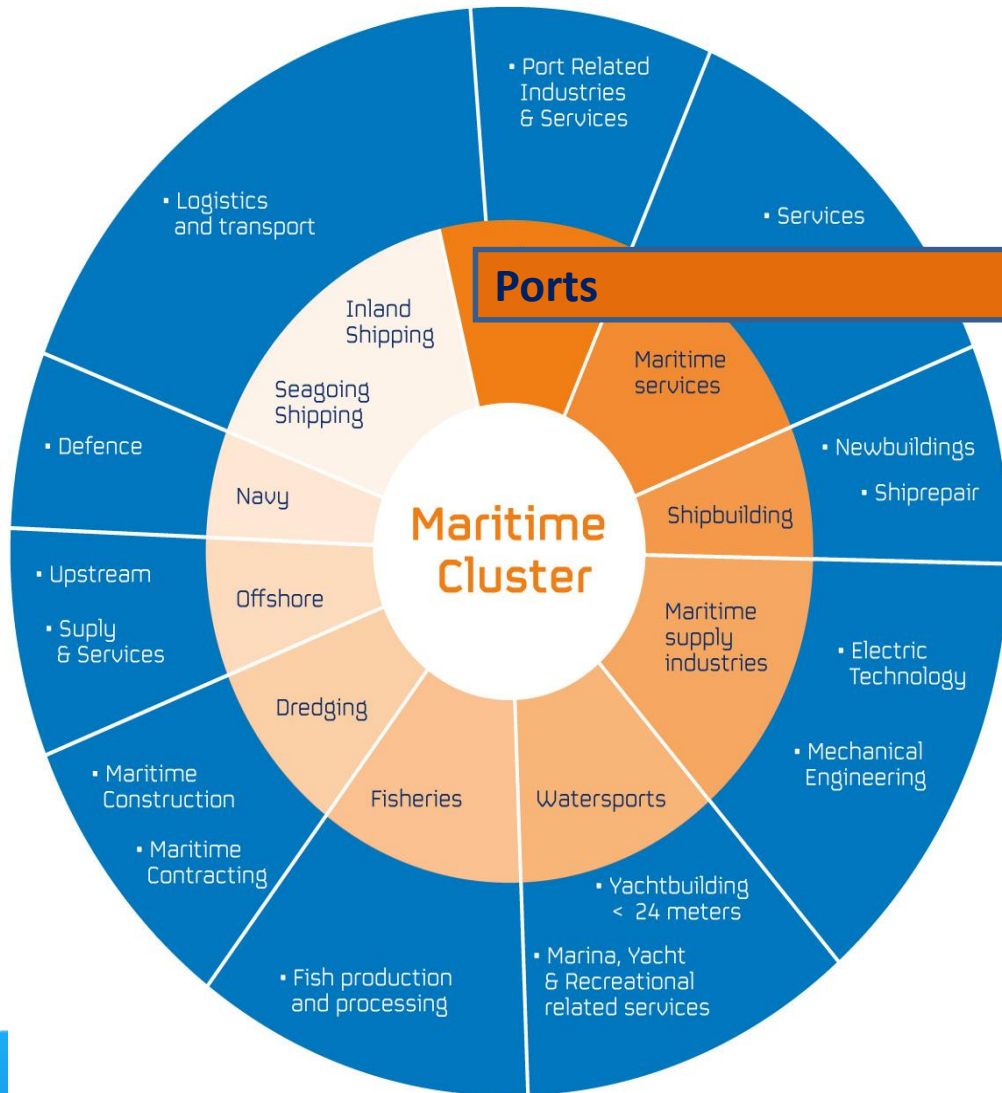 ▪ Port Related
Industries
& Services
▪ Services
▪ Logistics
and transport
Ports
Inland
Shipping
Seagoing
Shipping
Maritime
services
▪ Newbuildings
▪ Shiprepair
▪ Defence
Navy
Shipbuilding
Maritime
Cluster
▪ Upstream
▪ Suply
& Services
Offshore
Maritime
supply
industries
▪ Electric
Technology
▪ Mechanical
Engineering
Dredging
▪ Maritime
Construction
▪ Maritime
Contracting
Fisheries
Watersports
▪ Yachtbuilding
< 24 meters
▪ Marina, Yacht
& Recreational
related services
▪ Fish production
and processing